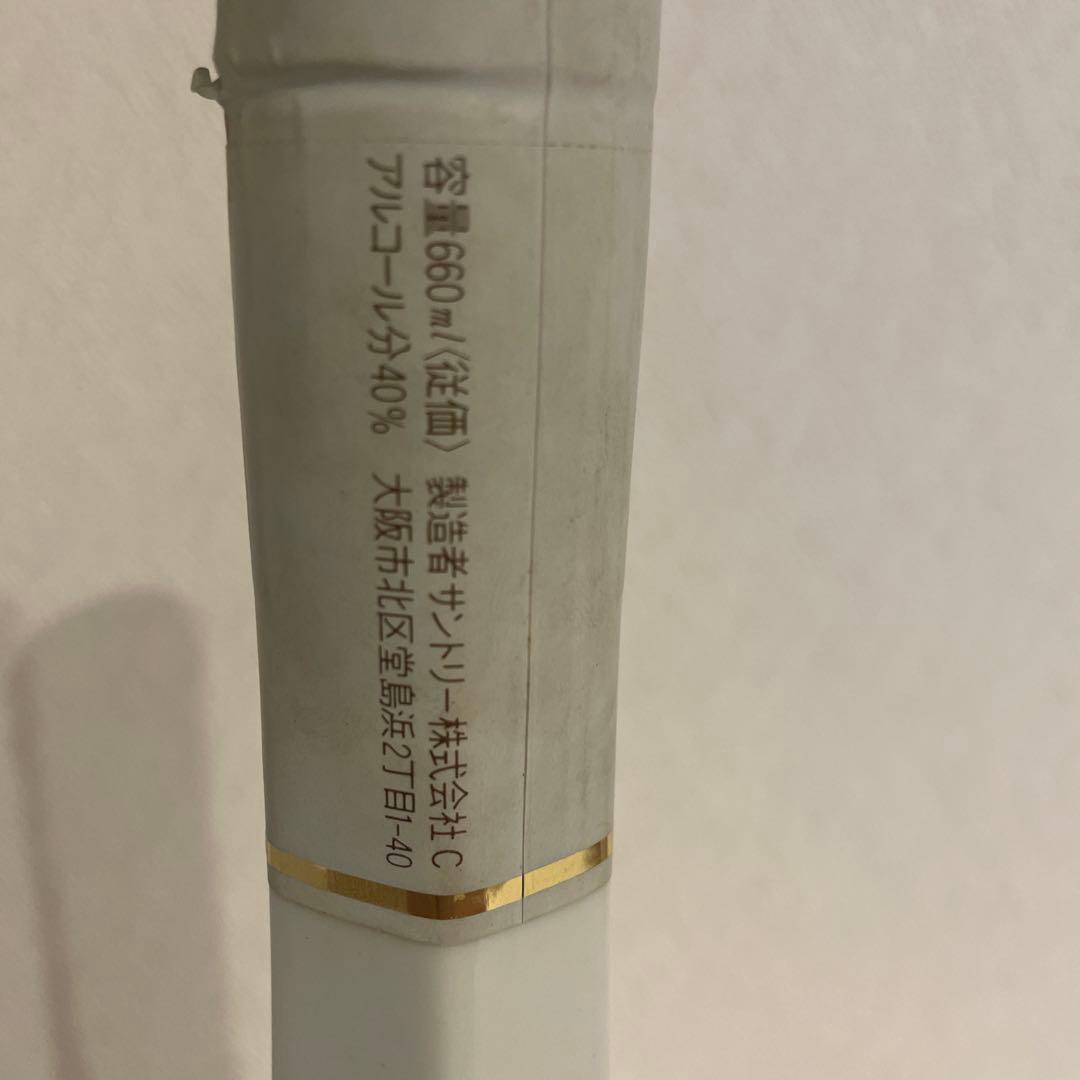 容量660ml〈従価〉 製造者サントリー株式会社C
アルコール分40% 大阪市北区堂島浜2丁目1-40